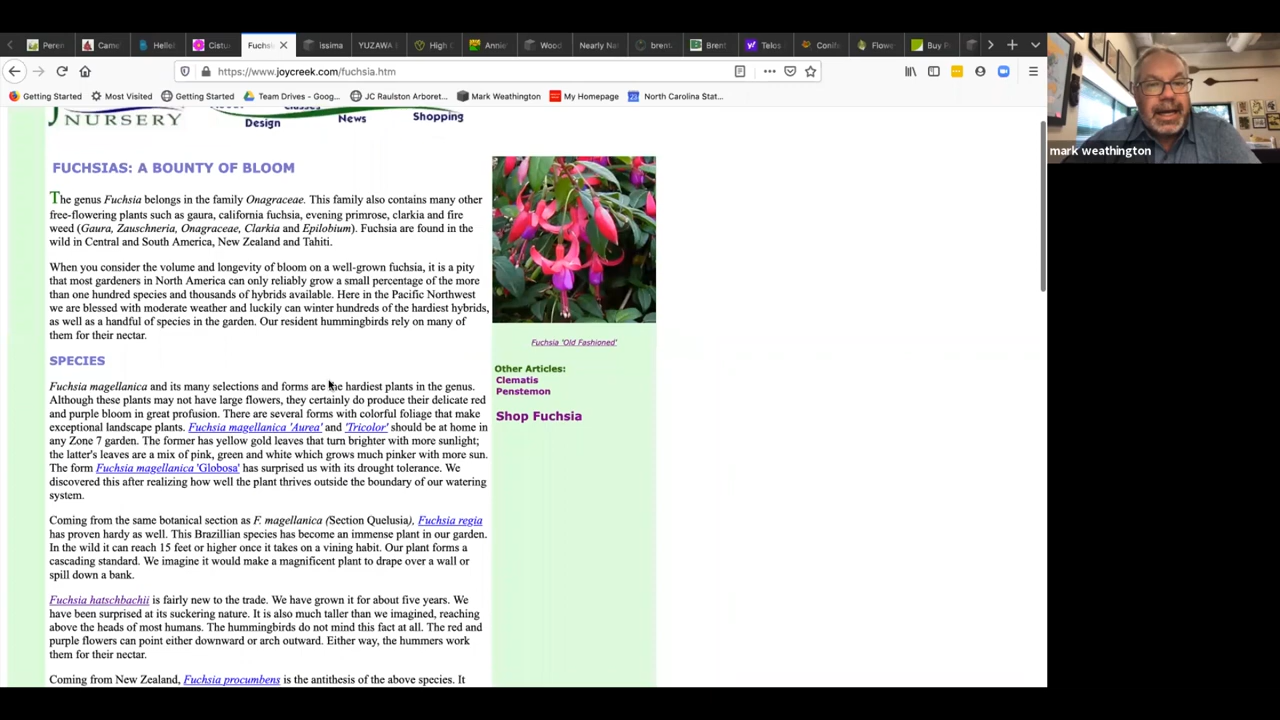 Peren
Came
Hellel
Cistu
Fuchs
Issima
YUZAWA
High C
Annie
Wood
Nearly Na
brent
Brent
Telos
Conife
Flowe
Buy P
https://www.joycreek.com/fuchsia.htm
Getting Started
Most Visited
Getting Started
Team Drives - Goog...
JC Raulston Arboret...
Mark Weathington
My Homepage
North Carolina Stat...
NURSERY
Design
News
Shopping
FUCHSIAS: A BOUNTY OF BLOOM
The genus Fuchsia belongs in the family Onagraceae. This family also contains many other
free-flowering plants such as gaura, california fuchsia, evening primrose, clarkia and fire
weed (Gaura, Zauschneria, Onagraceae, Clarkia and Epilobium). Fuchsia are found in the
wild in Central and South America, New Zealand and Tahiti.
When you consider the volume and longevity of bloom on a well-grown fuchsia, it is a pity
that most gardeners in North America can only reliably grow a small percentage of the more
than one hundred species and thousands of hybrids available. Here in the Pacific Northwest
we are blessed with moderate weather and luckily can winter hundreds of the hardiest hybrids,
as well as a handful of species in the garden. Our resident hummingbirds rely on many of
them for their nectar.
SPECIES
Fuchsia magellanica and its many selections and forms are the hardiest plants in the genus.
Although these plants may not have large flowers, they certainly do produce their delicate red
and purple bloom in great profusion. There are several forms with colorful foliage that make
exceptional landscape plants. Fuchsia magellanica 'Aurea' and 'Tricolor' should be at home in
any Zone 7 garden. The former has yellow gold leaves that turn brighter with more sunlight;
the latter's leaves are a mix of pink, green and white which grows much pinker with more sun.
The form Fuchsia magellanica 'Globosa' has surprised us with its drought tolerance. We
discovered this after realizing how well the plant thrives outside the boundary of our watering
system.
Coming from the same botanical section as F. magellanica (Section Quelusia), Fuchsia regia
has proven hardy as well. This Brazillian species has become an immense plant in our garden.
In the wild it can reach 15 feet or higher once it takes on a vining habit. Our plant forms a
cascading standard. We imagine it would make a magnificent plant to drape over a wall or
spill down a bank.
Fuchsia hatschbachii is fairly new to the trade. We have grown it for about five years. We
have been surprised at its suckering nature. It is also much taller than we imagined, reaching
above the heads of most humans. The hummingbirds do not mind this fact at all. The red and
purple flowers can point either downward or arch outward. Either way, the hummers work
them for their nectar.
Coming from New Zealand, Fuchsia procumbens is the antithesis of the above species. It
Fuchsia 'Old Fashioned'
Other Articles:
Clematis
Penstemon
Shop Fuchsia
mark weathington